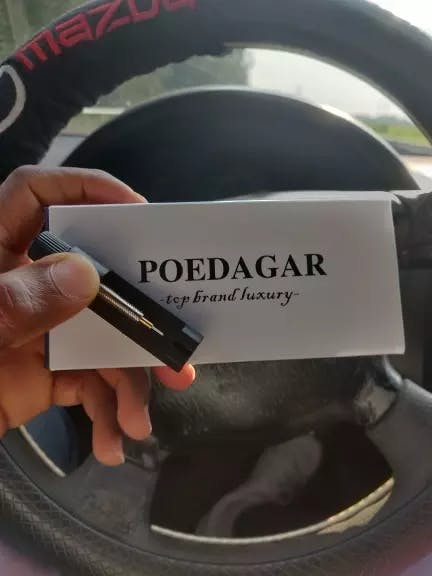 mazda
POEDAGAR
-top brand luxury-